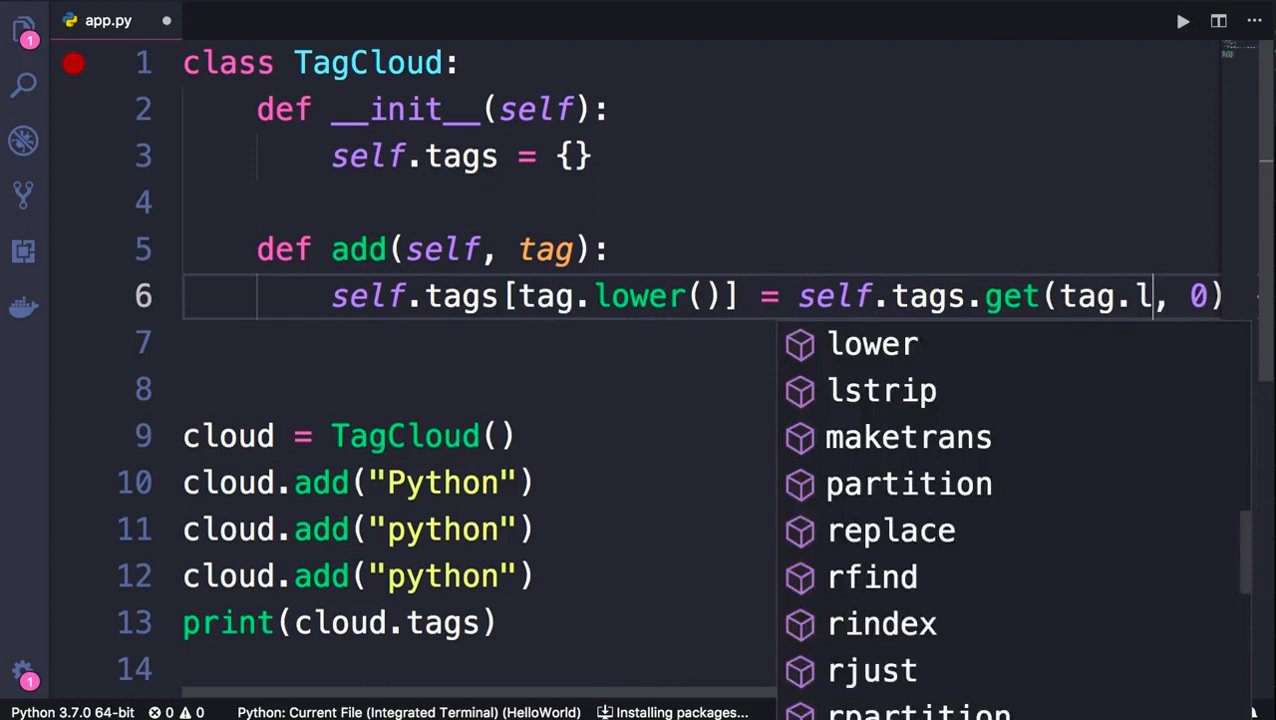 app.py
1
1 class TagCloud:
2 def __init__(self):
3 self.tags = {}
4
5 def add(self, tag):
6 self.tags[tag.lower()] = self.tags.get(tag.l, 0)
7 lower
lstrip
8
maketrans
9 cloud = TagCloud()
partition
10 cloud.add("Python")
replace
11 cloud.add("python")
rfind
12 cloud.add("python")
rindex
13 print(cloud.tags)
rjust
14
1
rpartition
Python 3.7.0 64-bit 0 0 Python: Current File (Integrated Terminal) (HelloWorld) Installing packages...